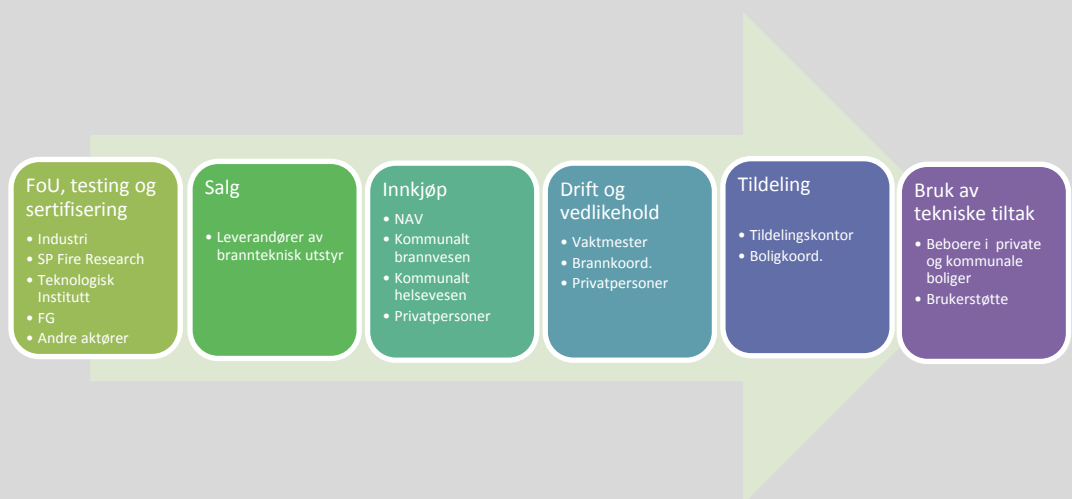 FoU, testing og
sertifisering
• Industri
• SP Fire Research
• Teknologisk
Institutt
• FG
• Andre aktører
Salg
• Leverandører av
brannteknisk utstyr
Innkjøp
• NAV
• Kommunalt
brannvesen
• Kommunalt
helsevesen
• Privatpersoner
Drift og
vedlikehold
• Vaktmester
• Brannkoord.
• Privatpersoner
Tildeling
• Tildelingskontor
• Boligkoord.
Bruk av
tekniske tiltak
• Beboere i private
og kommunale
boliger
• Brukerstøtte